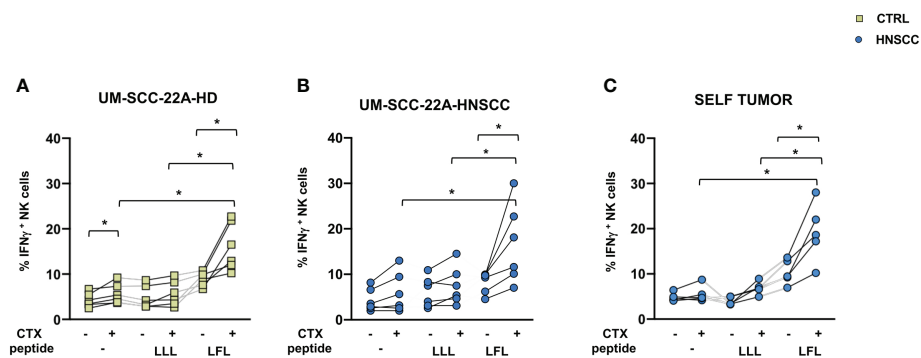 CTRL
HNSCC
A
UM-SCC-22A-HD
% IFNγ + NK cells
40
30
20
10
0
*
*
*
*
CTX - + - + - +
peptide - LLL LFL
B
UM-SCC-22A-HNSCC
% IFNγ + NK cells
40
30
20
10
0
*
*
*
- + - + - +
- LLL LFL
C
SELF TUMOR
% IFNγ + NK cells
40
30
20
10
0
*
*
*
CTX - + - + - +
peptide - LLL LFL